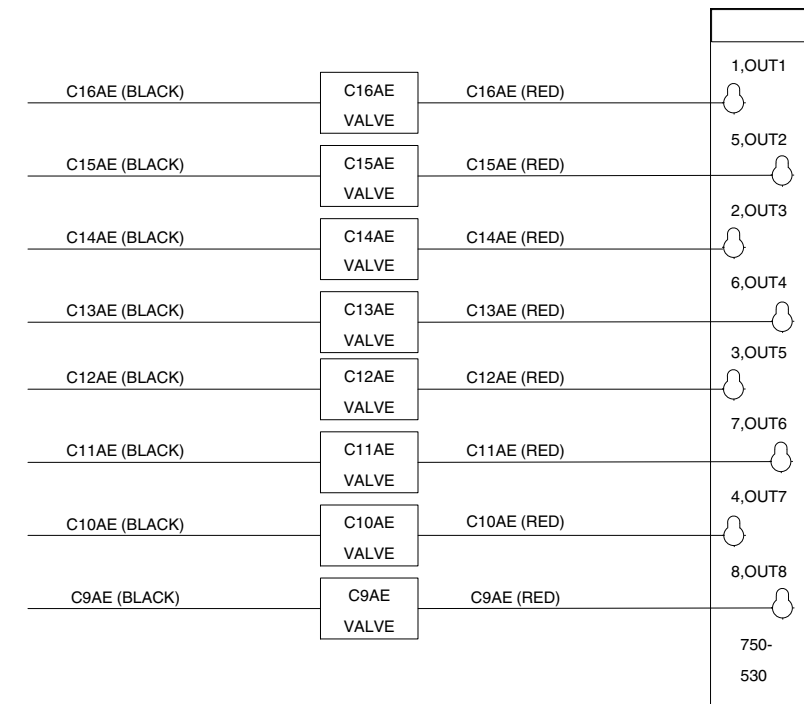 1,OUT1
C16AE (BLACK) C16AE C16AE (RED)
VALVE
5,OUT2
C15AE (BLACK) C15AE C15AE (RED)
VALVE
2,OUT3
C14AE (BLACK) C14AE C14AE (RED)
VALVE
6,OUT4
C13AE (BLACK) C13AE C13AE (RED)
VALVE
3,OUT5
C12AE (BLACK) C12AE C12AE (RED)
VALVE
7,OUT6
C11AE (BLACK) C11AE C11AE (RED)
VALVE
4,OUT7
C10AE (BLACK) C10AE C10AE (RED)
VALVE
8,OUT8
C9AE (BLACK) C9AE C9AE (RED)
VALVE
750-
530